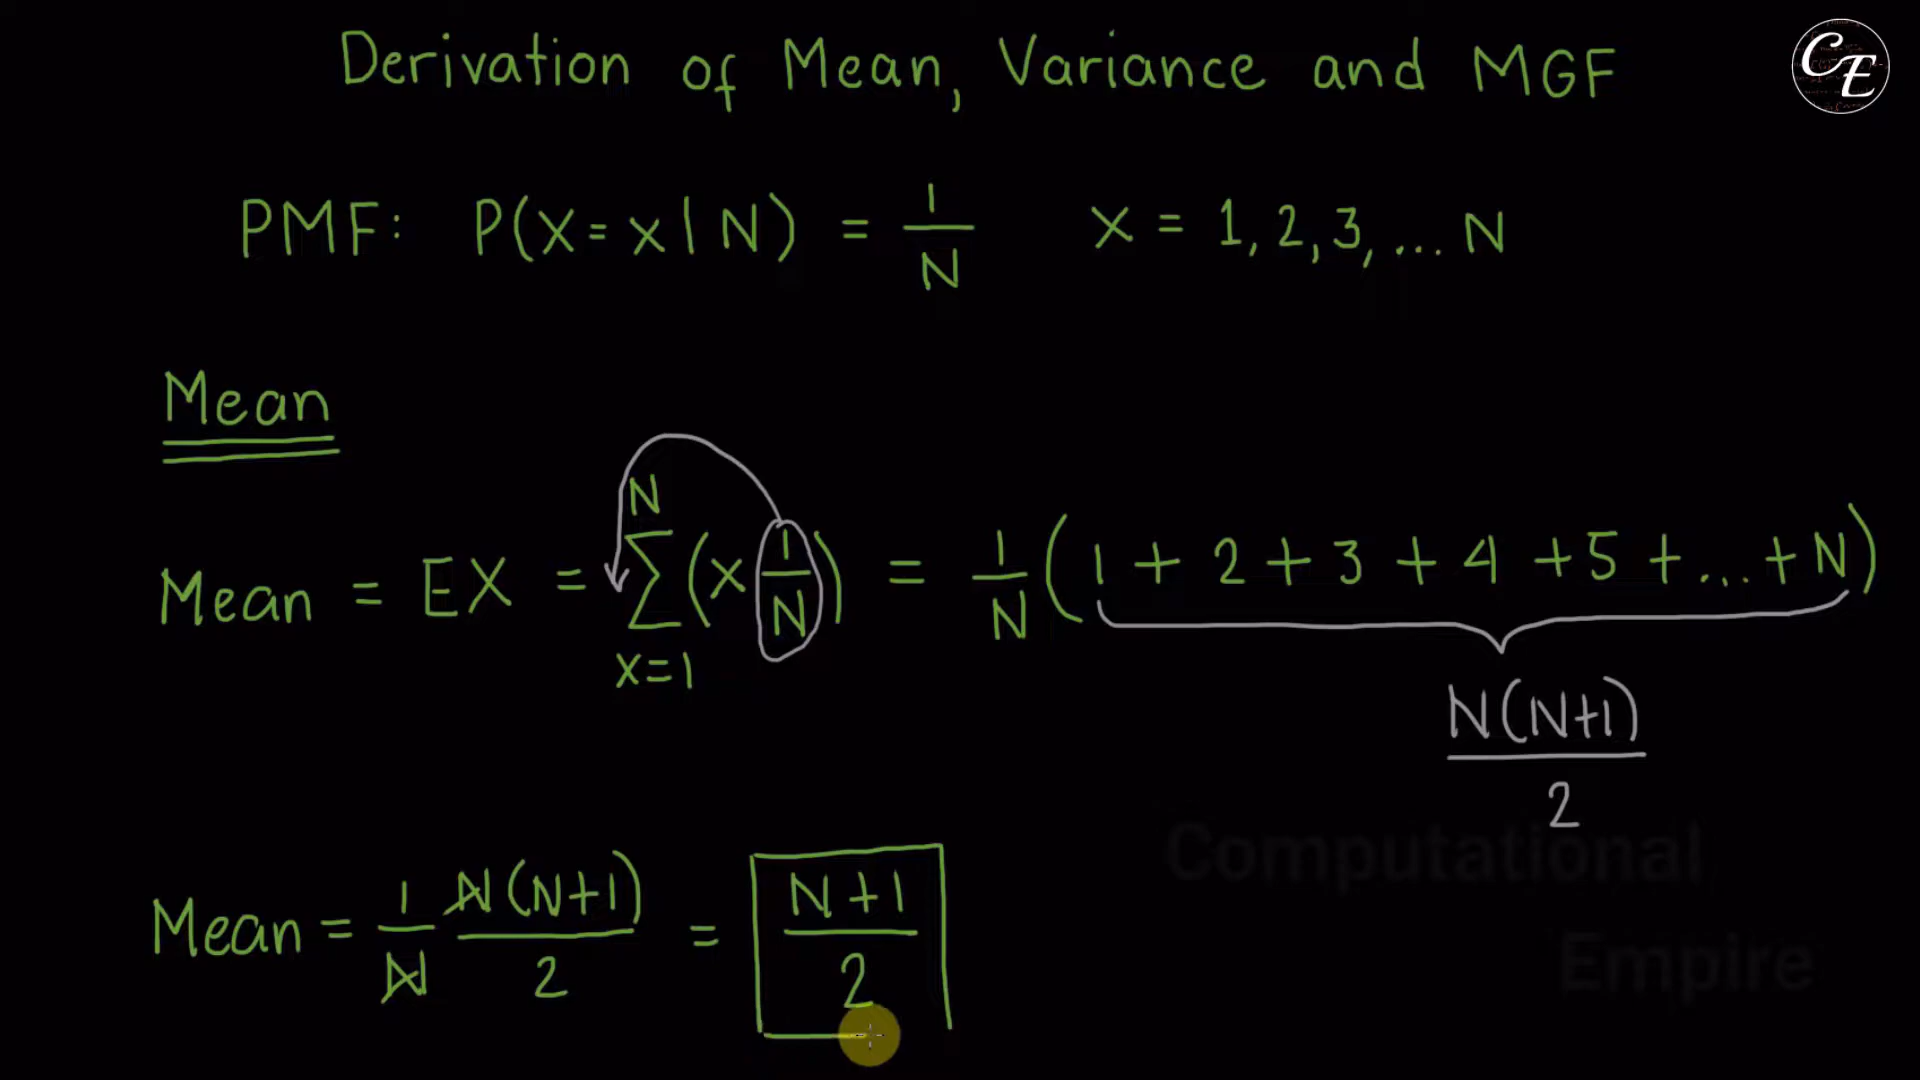 Derivation of Mean, Variance and MGF
CE
PMF: P(X = x | N) = 1/N x = 1, 2, 3, ... N
Mean
Mean = EX = ∑_{x=1}^{N} (x 1/N) = 1/N (1 + 2 + 3 + 4 + 5 + ... + N)
N(N+1)/2
Computational
Empire
Mean = 1/N N(N+1)/2 = N+1/2